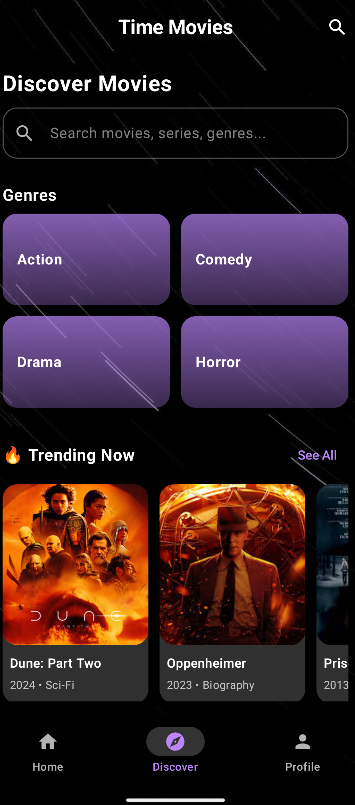 Time Movies
Discover Movies
Search movies, series, genres...
Genres
Action
Comedy
Drama
Horror
🔥 Trending Now
See All
DUNE
Dune: Part Two
2024 • Sci-Fi
Oppenheimer
2023 • Biography
Pris
2013
Home
Discover
Profile